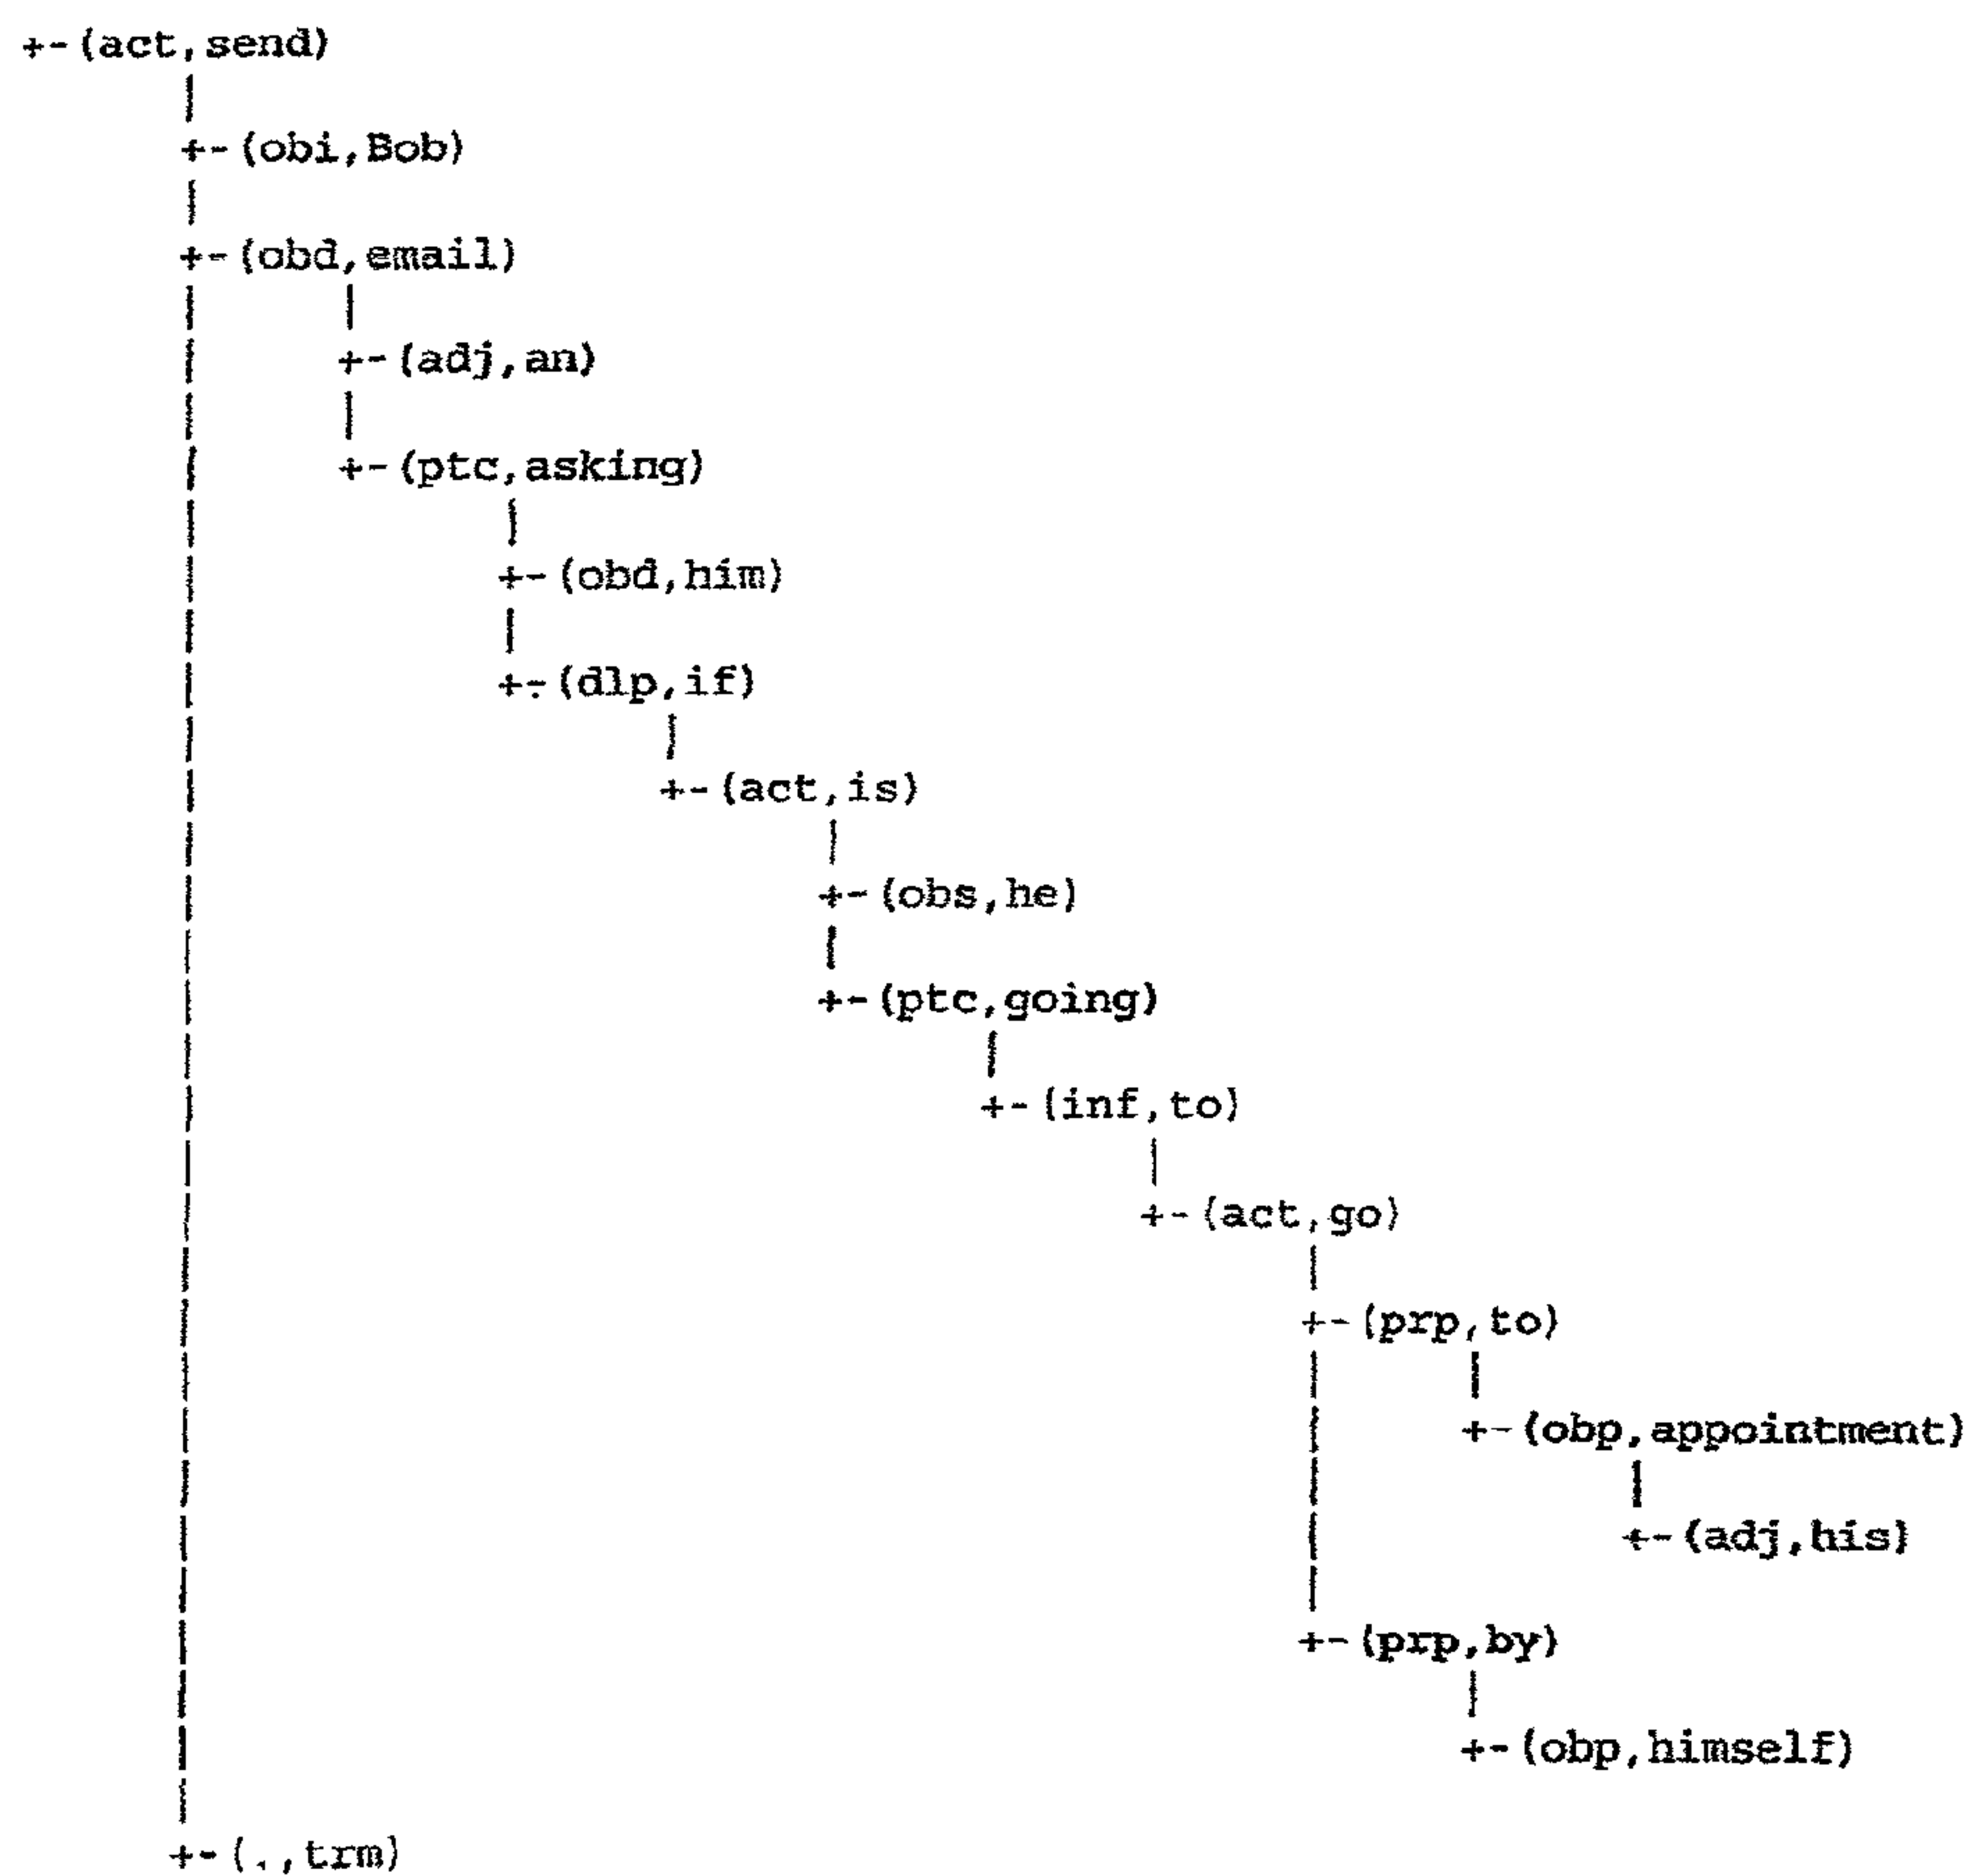 +-(act,send)
+-(obi,Bob)
+-(obd,email)
+-(adj,an)
+-(ptc,asking)
+-(obd,him)
+-(dlp,if)
+-(act,is)
+-(obs,he)
+-(ptc,going)
+-(inf,to)
+-(act,go)
+-(prp,to)
+-(obp,appointment)
+-(adj,his)
+-(prp,by)
+-(obp,himself)
+-(.,trm)